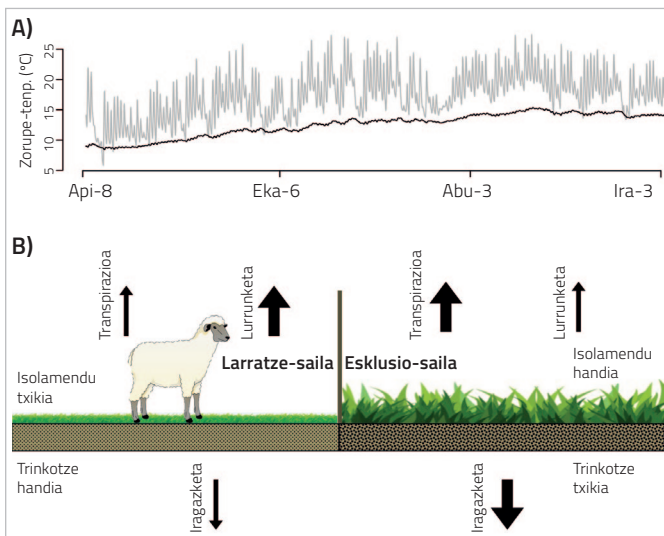 A)
Zorupe-tenp. (ºC)
25
20
15
10
5
Api-8
Eka-6
Abu-3
Ira-3
B)
Transpirazioa
Lurrunketa
Transpirazioa
Lurrunketa
Larratze-saila
Esklusio-saila
Isolamendu
txikia
Isolamendu
handia
Trinkotze
handia
Iragazketa
Iragazketa
Trinkotze
txikia